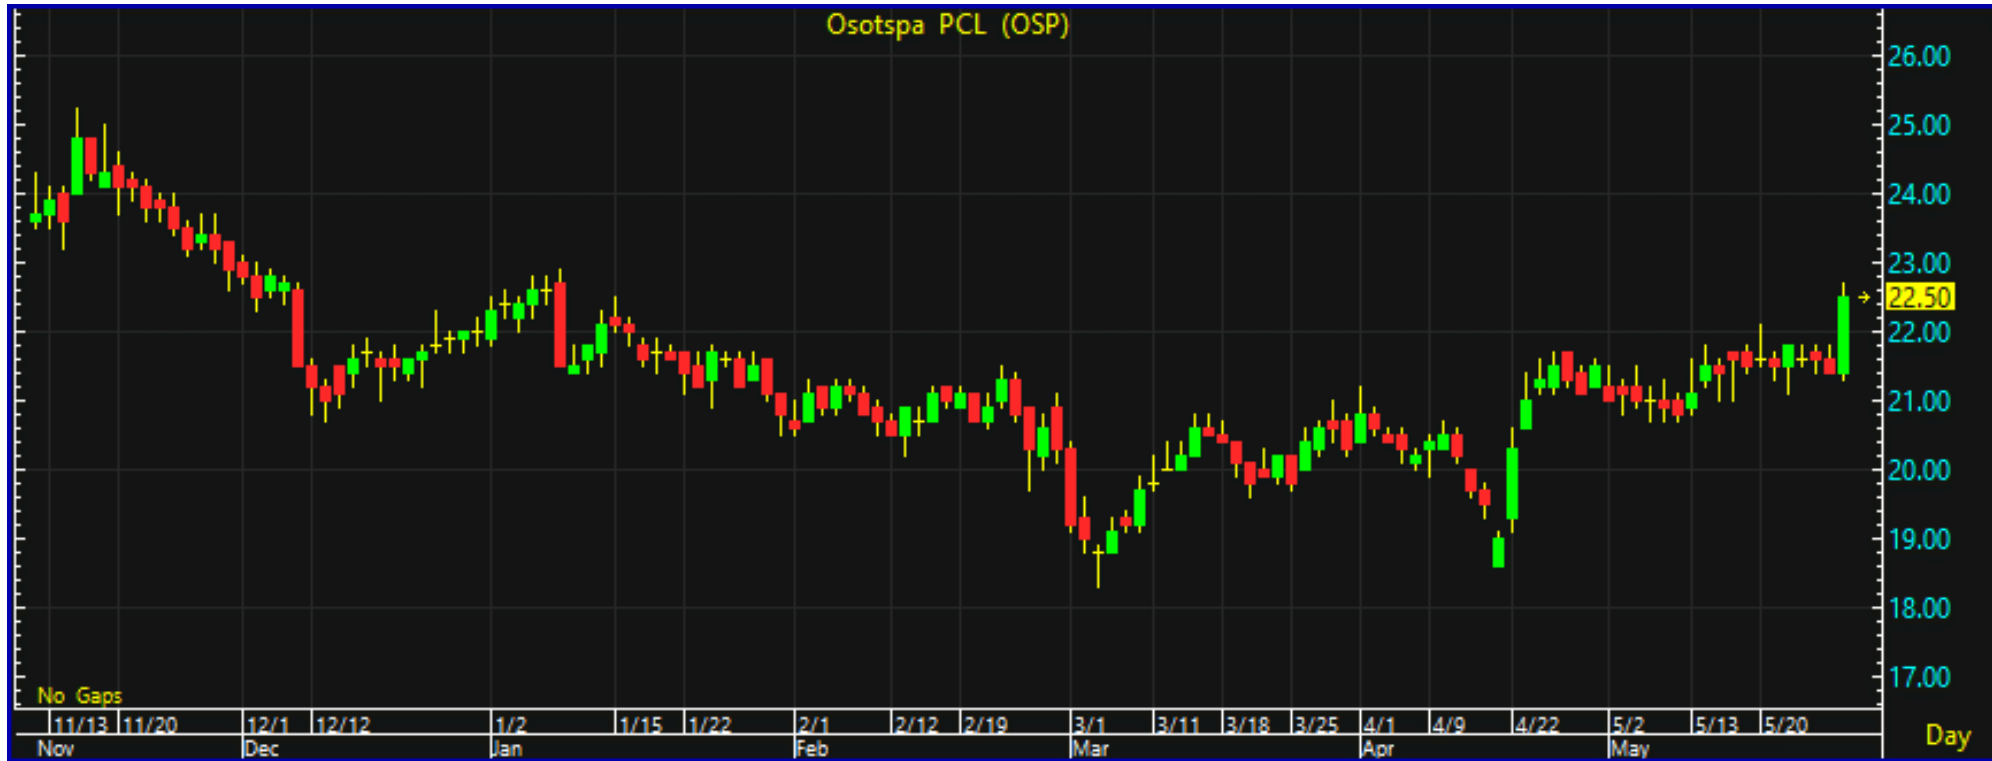 Osotspa PCL (OSP)
26.00
25.00
24.00
23.00
22.50
22.00
21.00
20.00
19.00
18.00
17.00
No Gaps
11/13 11/20 12/1 12/12 1/2 1/15 1/22 2/1 2/12 2/19 3/1 3/11 3/18 3/25 4/1 4/9 4/22 5/2 5/13 5/20
Nov Dec Jan Feb Mar Apr May
Day